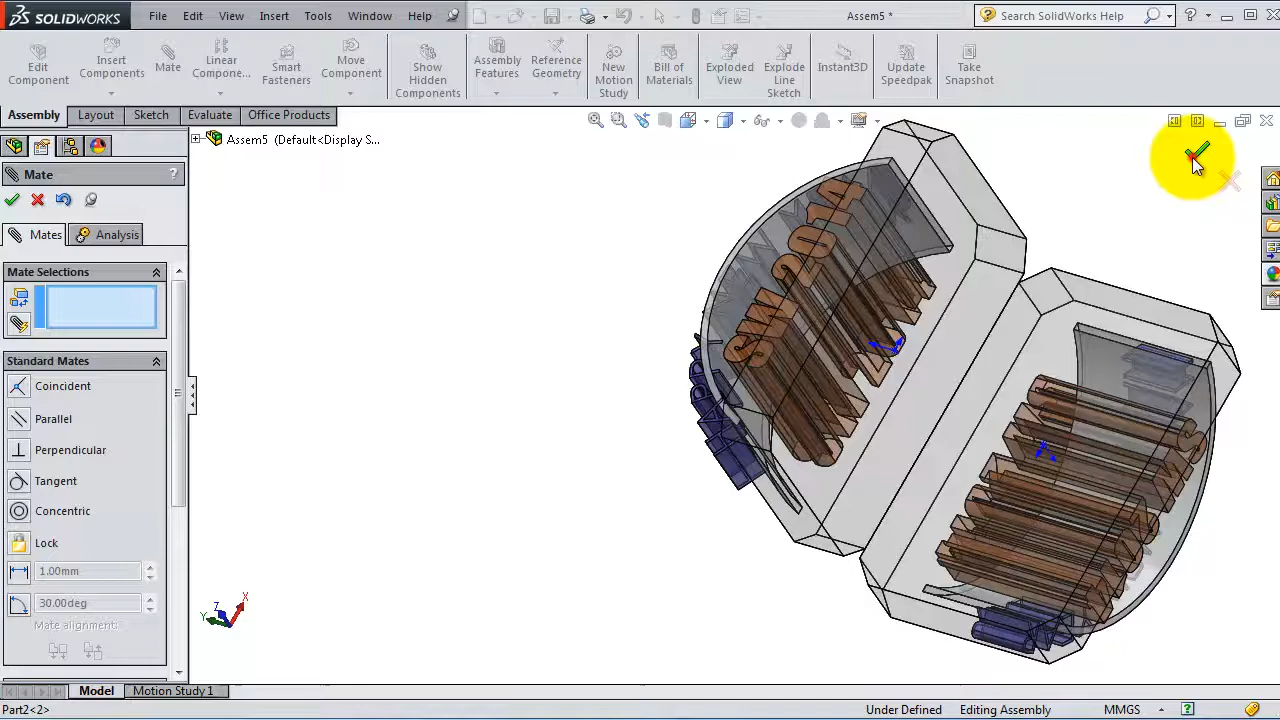 SOLIDWORKS File Edit View Insert Tools Window Help Assem5 * Search SolidWorks Help ?
Edit Component
Insert Components
Mate
Linear Compone...
Smart Fasteners
Move Component
Show Hidden Components
Assembly Features
Reference Geometry
New Motion Study
Bill of Materials
Exploded View
Explode Line Sketch
Instant3D
Update Speedpak
Take Snapshot
Assembly Layout Sketch Evaluate Office Products
Assem5 (Default<Display S...
Mate ?
Mates Analysis
Mate Selections
Standard Mates
Coincident
Parallel
Perpendicular
Tangent
Concentric
Lock
1.00mm
30.00deg
Mate alignment:
SW 2014
X
Y
Z
Model Motion Study 1
Part2<2> Under Defined Editing Assembly MMGS ?